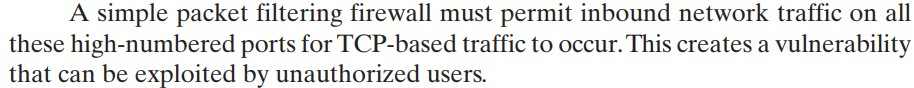 A simple packet filtering firewall must permit inbound network traffic on all
these high-numbered ports for TCP-based traffic to occur. This creates a vulnerability
that can be exploited by unauthorized users.